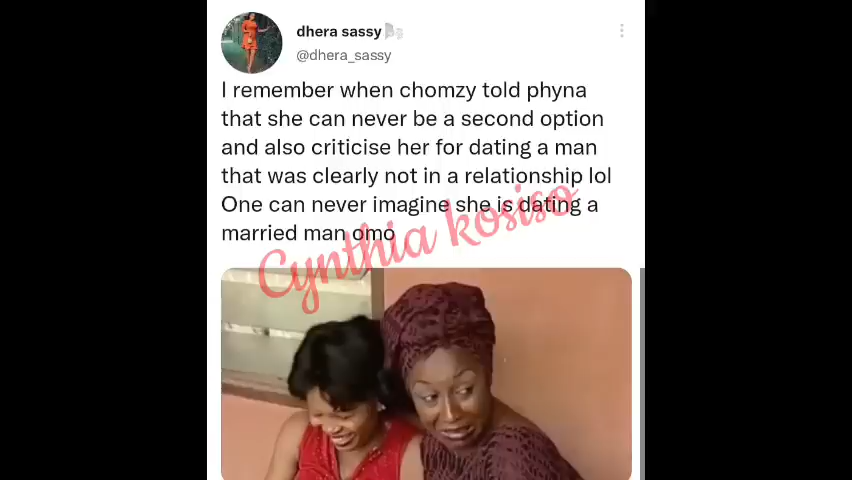 dhera sassy
@dhera_sassy
I remember when chomzy told phyna
that she can never be a second option
and also criticise her for dating a man
that was clearly not in a relationship lol
One can never imagine she is dating a
married man omo
Cynthia kosiso